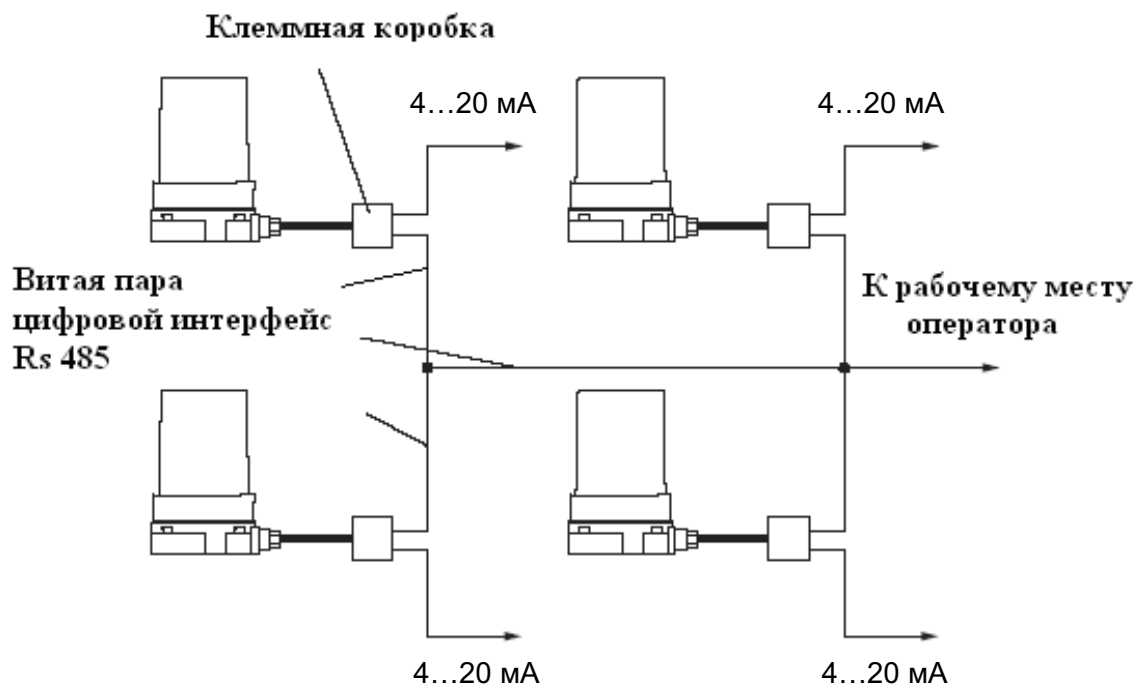 Клеммная коробка
4…20 мА
4…20 мА
Витая пара
цифровой интерфейс
Rs 485
К рабочему месту
оператора
4…20 мА
4…20 мА